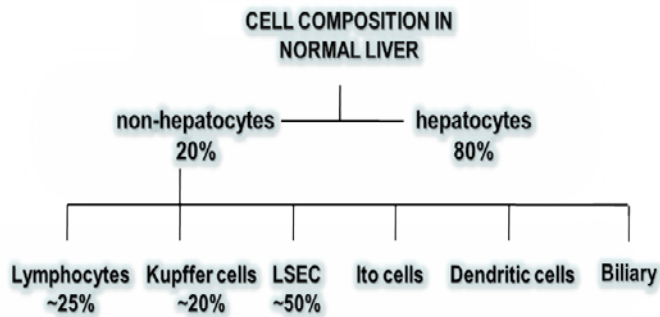 CELL COMPOSITION IN
NORMAL LIVER
non-hepatocytes hepatocytes
20% 80%
Lymphocytes Kupffer cells LSEC Ito cells Dendritic cells Biliary
~25% ~20% ~50%